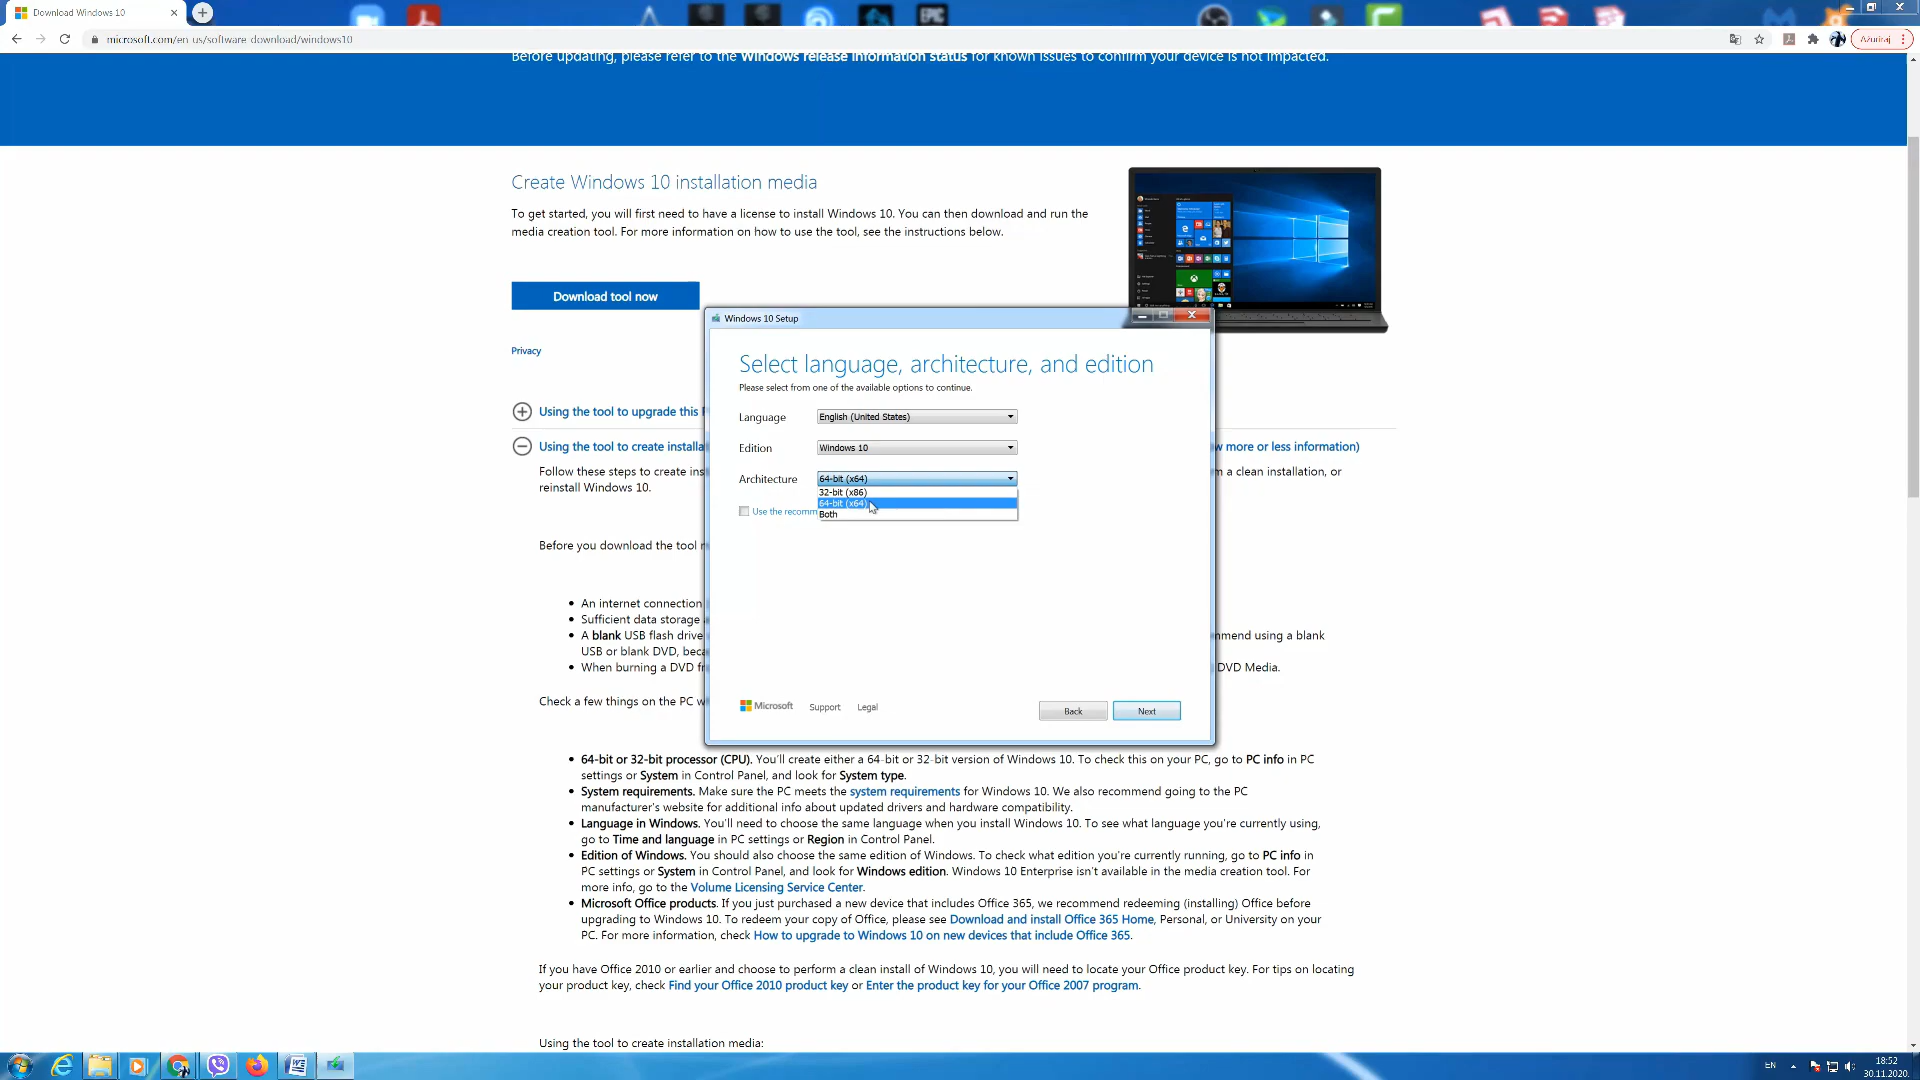 Download Windows 10
microsoft.com/en-us/software-download/windows10
Ažuriraj
Before updating, please refer to the Windows release information status for known issues to confirm your device is not impacted.
Create Windows 10 installation media
To get started, you will first need to have a license to install Windows 10. You can then download and run the
media creation tool. For more information on how to use the tool, see the instructions below.
Download tool now
Privacy
Using the tool to upgrade this
Using the tool to create installa
w more or less information)
Follow these steps to create ins
m a clean installation, or
reinstall Windows 10.
Before you download the tool
An internet connection
Sufficient data storage
A blank USB flash drive
mmend using a blank
USB or blank DVD, beca
When burning a DVD fr
DVD Media.
Check a few things on the PC w
Windows 10 Setup
Select language, architecture, and edition
Please select from one of the available options to continue.
Language
English (United States)
Edition
Windows 10
Architecture
64-bit (x64)
32-bit (x86)
64-bit (x64)
Both
Use the recomm
Microsoft
Support
Legal
Back
Next
64-bit or 32-bit processor (CPU). You'll create either a 64-bit or 32-bit version of Windows 10. To check this on your PC, go to PC info in PC
settings or System in Control Panel, and look for System type.
System requirements. Make sure the PC meets the system requirements for Windows 10. We also recommend going to the PC
manufacturer's website for additional info about updated drivers and hardware compatibility.
Language in Windows. You'll need to choose the same language when you install Windows 10. To see what language you're currently using,
go to Time and language in PC settings or Region in Control Panel.
Edition of Windows. You should also choose the same edition of Windows. To check what edition you're currently running, go to PC info in
PC settings or System in Control Panel, and look for Windows edition. Windows 10 Enterprise isn't available in the media creation tool. For
more info, go to the Volume Licensing Service Center.
Microsoft Office products. If you just purchased a new device that includes Office 365, we recommend redeeming (installing) Office before
upgrading to Windows 10. To redeem your copy of Office, please see Download and install Office 365 Home, Personal, or University on your
PC. For more information, check How to upgrade to Windows 10 on new devices that include Office 365.
If you have Office 2010 or earlier and choose to perform a clean install of Windows 10, you will need to locate your Office product key. For tips on locating
your product key, check Find your Office 2010 product key or Enter the product key for your Office 2007 program.
Using the tool to create installation media:
EN
18:52
30.11.2020.